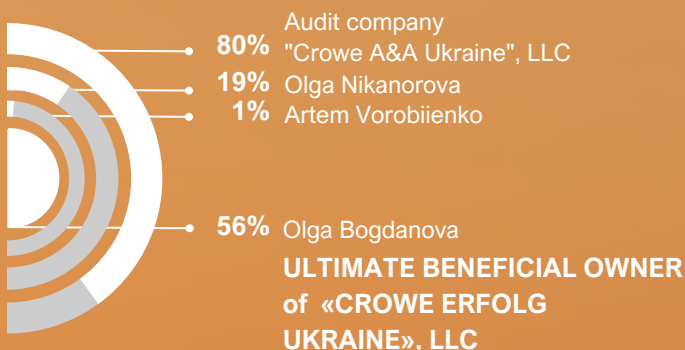 Audit company
80% "Crowe A&A Ukraine", LLC
19% Olga Nikanorova
1% Artem Vorobiienko
56% Olga Bogdanova
ULTIMATE BENEFICIAL OWNER
of «CROWE ERFOLG
UKRAINE», LLC